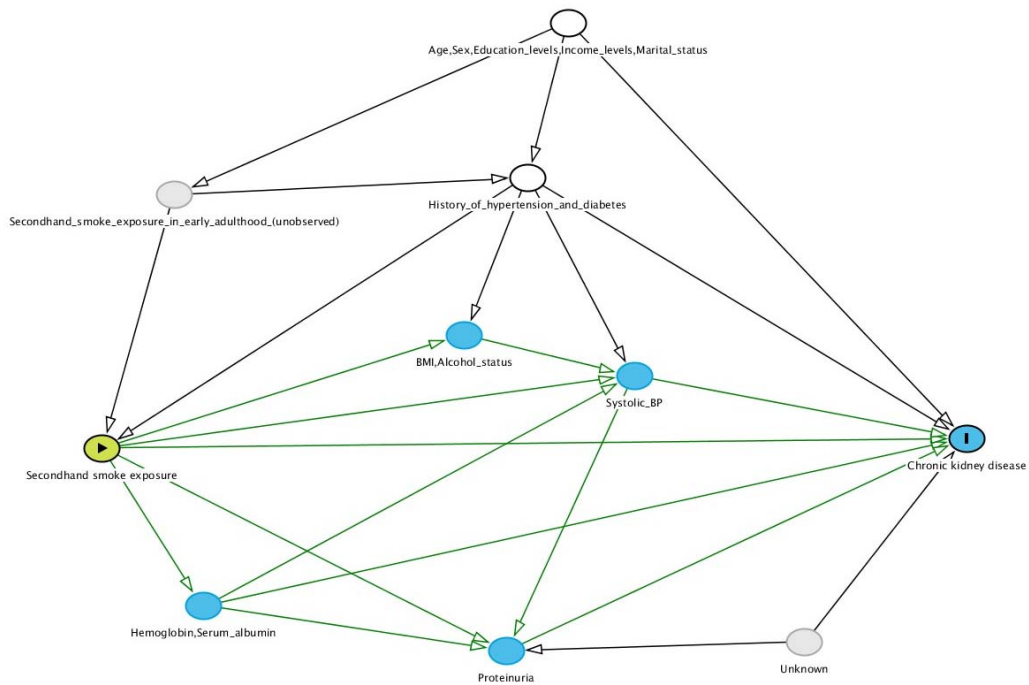 Age,Sex,Education_levels,Income_levels,Marital_status
History_of_hypertension_and_diabetes
Secondhand_smoke_exposure_in_early_adulthood_(unobserved)
BMI,Alcohol_status
Systolic_BP
Chronic kidney disease
Secondhand smoke exposure
Hemoglobin,Serum_albumin
Unknown
Proteinuria